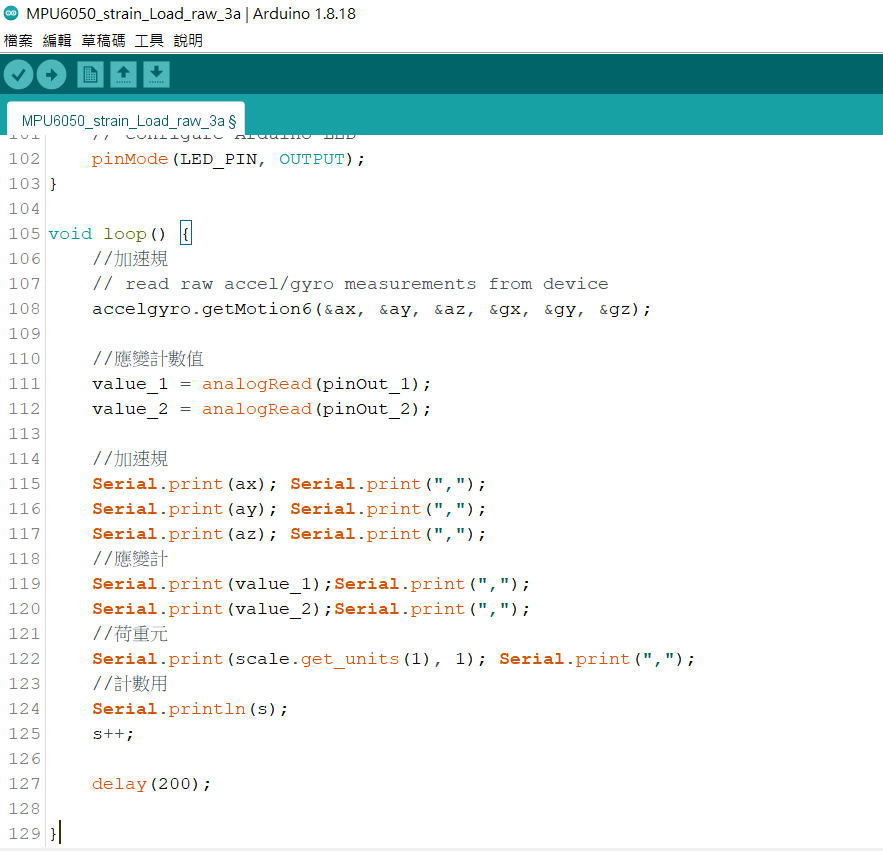 MPU6050_strain_Load_raw_3a | Arduino 1.8.18
檔案 編輯 草稿碼 工具 說明
MPU6050_strain_Load_raw_3a §
101 // configure Arduino LED
102 pinMode(LED_PIN, OUTPUT);
103 }
104
105 void loop() {
106 //加速規
107 // read raw accel/gyro measurements from device
108 accelgyro.getMotion6(&ax, &ay, &az, &gx, &gy, &gz);
109
110 //應變計數值
111 value_1 = analogRead(pinOut_1);
112 value_2 = analogRead(pinOut_2);
113
114 //加速規
115 Serial.print(ax); Serial.print(",");
116 Serial.print(ay); Serial.print(",");
117 Serial.print(az); Serial.print(",");
118 //應變計
119 Serial.print(value_1);Serial.print(",");
120 Serial.print(value_2);Serial.print(",");
121 //荷重元
122 Serial.print(scale.get_units(1), 1); Serial.print(",");
123 //計數用
124 Serial.println(s);
125 s++;
126
127 delay(200);
128
129 }